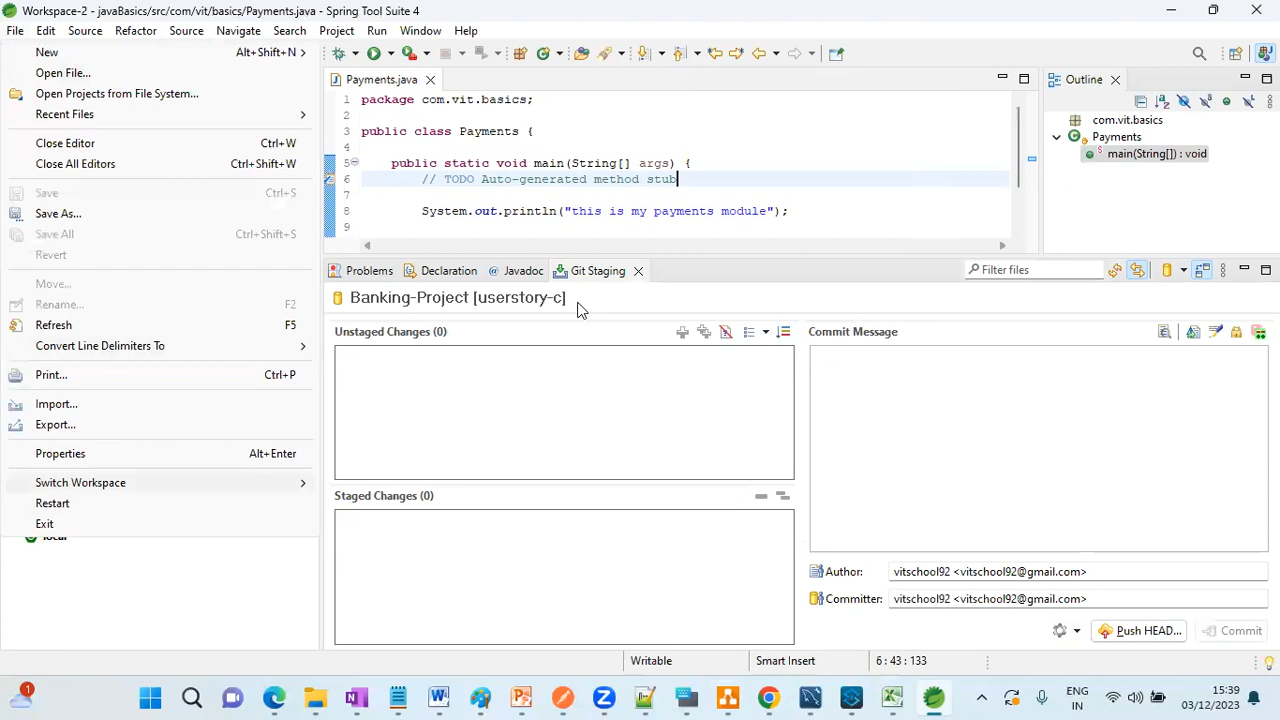 Workspace-2 - javaBasics/src/com/vit/basics/Payments.java - Spring Tool Suite 4
File Edit Source Refactor Source Navigate Search Project Run Window Help
New Alt+Shift+N
Open File...
Open Projects from File System...
Recent Files
Close Editor Ctrl+W
Close All Editors Ctrl+Shift+W
Save Ctrl+S
Save As...
Save All Ctrl+Shift+S
Revert
Move...
Rename... F2
Refresh F5
Convert Line Delimiters To
Print... Ctrl+P
Import...
Export...
Properties Alt+Enter
Switch Workspace
Restart
Exit
Payments.java
1 package com.vit.basics;
2
3 public class Payments {
4
5 public static void main(String[] args) {
6 // TODO Auto-generated method stub
7
8 System.out.println("this is my payments module");
9
Outline
com.vit.basics
Payments
main(String[]) : void
Problems Declaration Javadoc Git Staging
Filter files
Banking-Project [userstory-c]
Unstaged Changes (0)
Staged Changes (0)
Commit Message
Author: vitschool92 <vitschool92@gmail.com>
Committer: vitschool92 <vitschool92@gmail.com>
Push HEAD... Commit
Writable Smart Insert 6 : 43 : 133
1
ENG
IN
15:39
03/12/2023